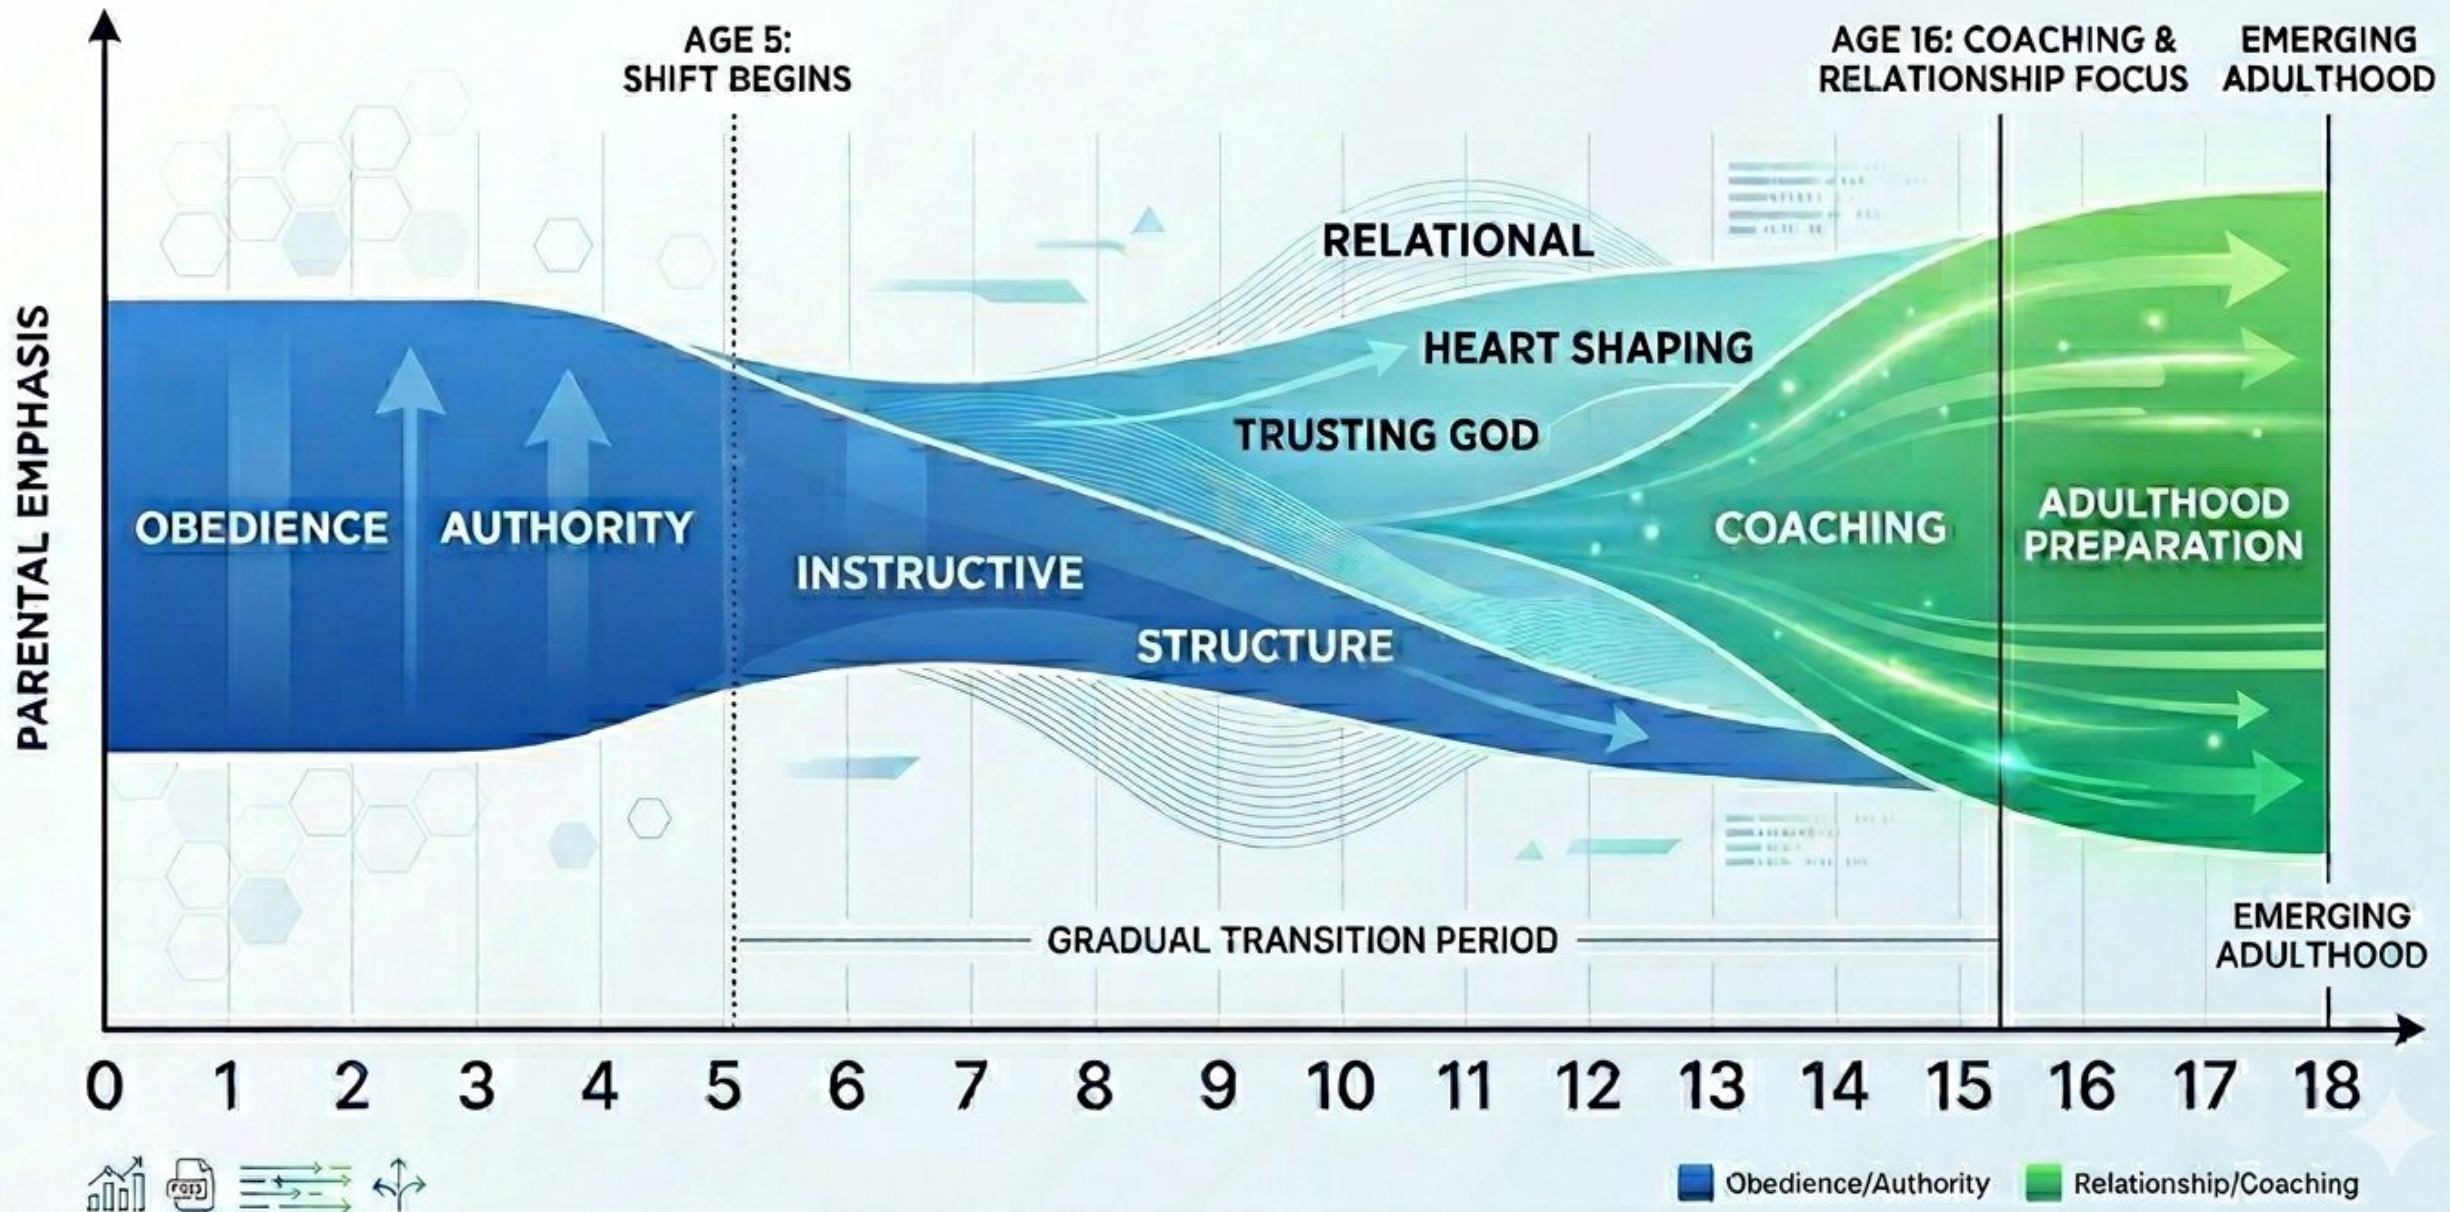 AGE 5:
SHIFT BEGINS
AGE 16: COACHING &
RELATIONSHIP FOCUS
EMERGING
ADULTHOOD
PARENTAL EMPHASIS
RELATIONAL
HEART SHAPING
TRUSTING GOD
OBEDIENCE
AUTHORITY
INSTRUCTIVE
STRUCTURE
COACHING
ADULTHOOD
PREPARATION
GRADUAL TRANSITION PERIOD
EMERGING
ADULTHOOD
0 1 2 3 4 5 6 7 8 9 10 11 12 13 14 15 16 17 18
Obedience/Authority
Relationship/Coaching